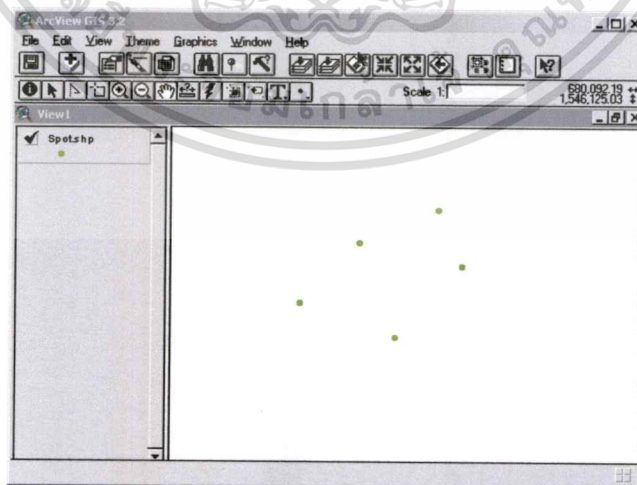 ArcView GIS 3.2
File Edit View Theme Graphics Window Help
Scale 1:
680,092.19
1,546,125.03
View1
Spot.shp